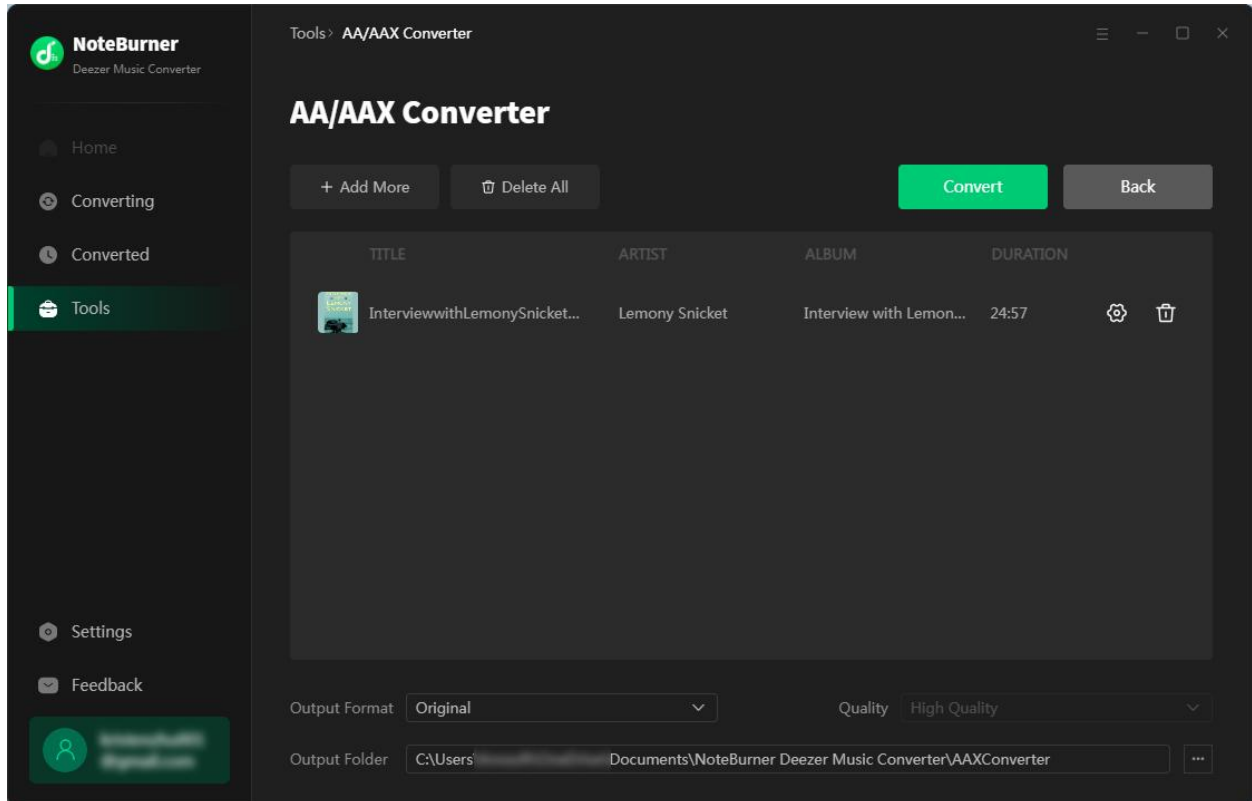 NoteBurner
Deezer Music Converter
Home
Converting
Converted
Tools
Settings
Feedback
Tools> AA/AAX Converter
AA/AAX Converter
+ Add More
Delete All
Convert
Back
TITLE ARTIST ALBUM DURATION
InterviewwithLemonySnicket... Lemony Snicket Interview with Lemon... 24:57
Output Format Original Quality High Quality
Output Folder C:\Users Documents\NoteBurner Deezer Music Converter\AAXConverter ...